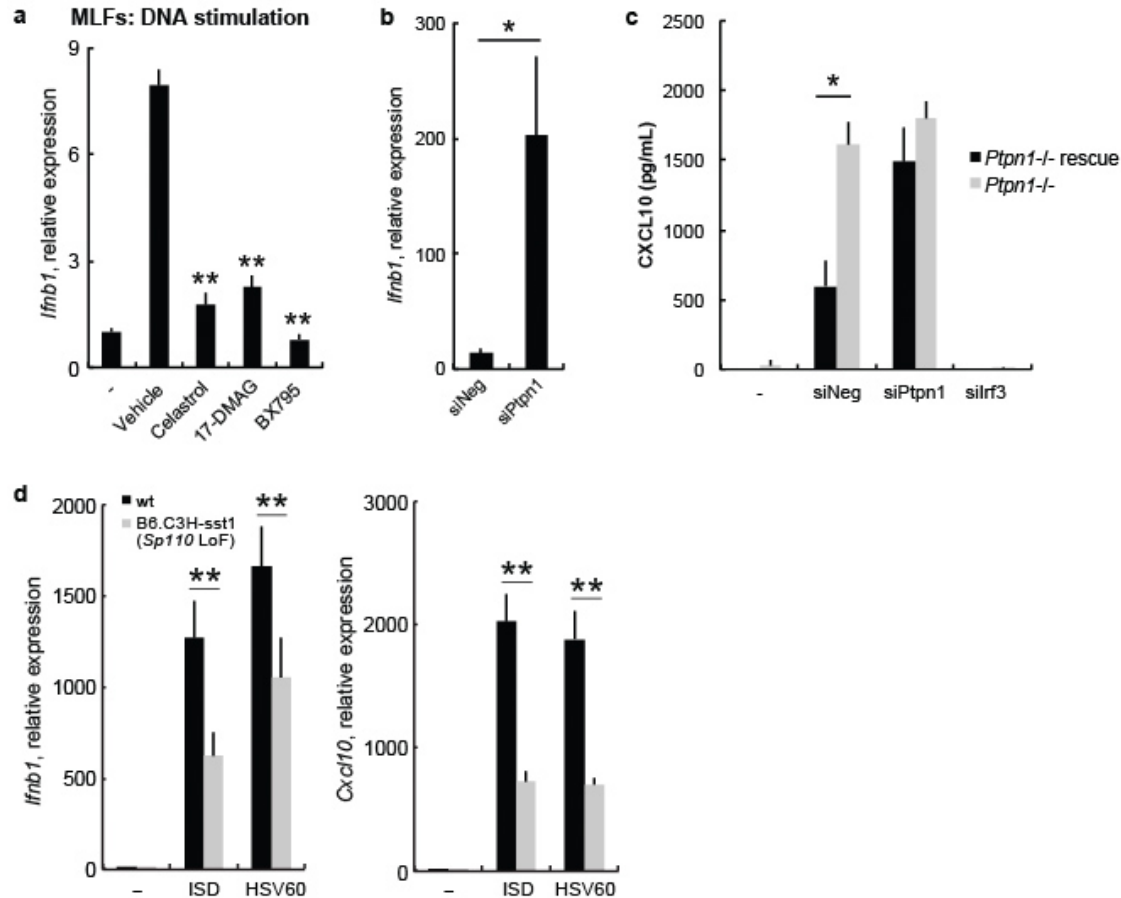 a MLFs: DNA stimulation
Ifnb1, relative expression
9
6
3
0
-
Vehicle
Celastrol
17-DMAG
BX795
**
**
**
b
Ifnb1, relative expression
300
200
100
0
*
siNeg
siPtpn1
c
CXCL10 (pg/mL)
2500
2000
1500
1000
500
0
*
- siNeg siPtpn1 siIrf3
Ptpn1-/- rescue
Ptpn1-/-
d
Ifnb1, relative expression
2000
1500
1000
500
0
wt
B6.C3H-sst1
(Sp110 LoF)
**
**
– ISD HSV60
Cxcl10, relative expression
3000
2000
1000
0
**
**
– ISD HSV60